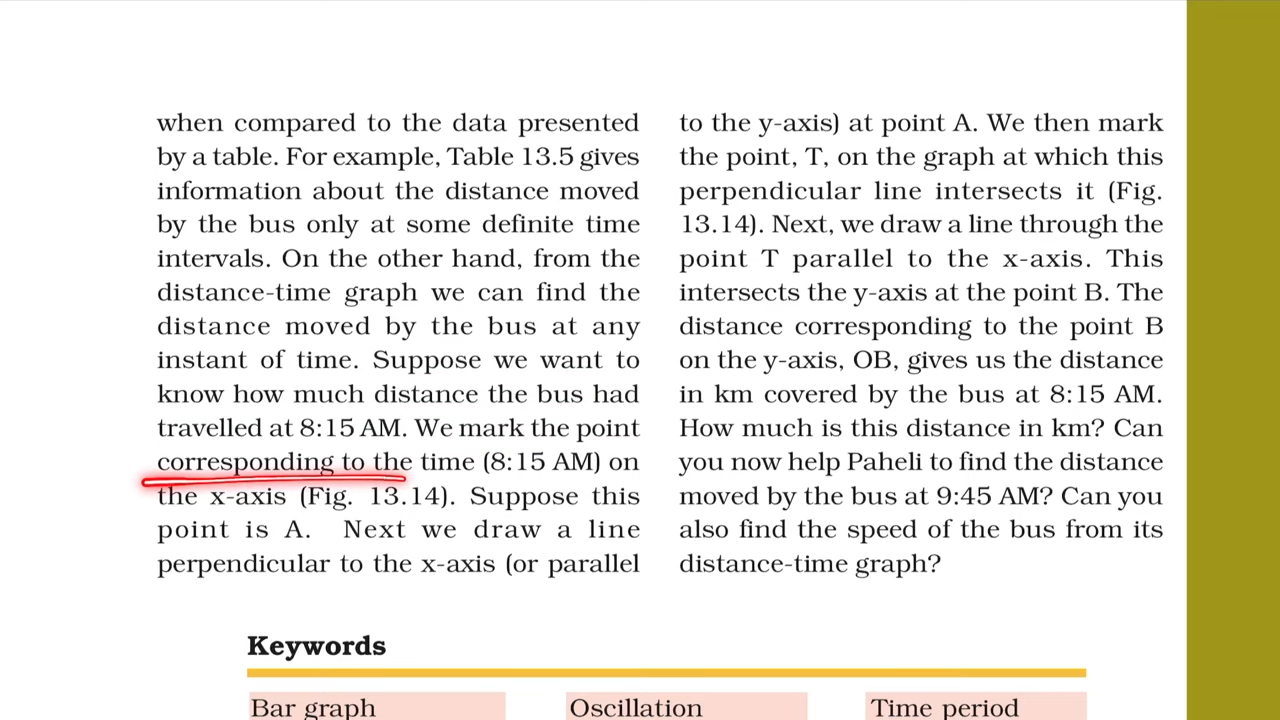 when compared to the data presented
by a table. For example, Table 13.5 gives
information about the distance moved
by the bus only at some definite time
intervals. On the other hand, from the
distance-time graph we can find the
distance moved by the bus at any
instant of time. Suppose we want to
know how much distance the bus had
travelled at 8:15 AM. We mark the point
corresponding to the time (8:15 AM) on
the x-axis (Fig. 13.14). Suppose this
point is A. Next we draw a line
perpendicular to the x-axis (or parallel
to the y-axis) at point A. We then mark
the point, T, on the graph at which this
perpendicular line intersects it (Fig.
13.14). Next, we draw a line through the
point T parallel to the x-axis. This
intersects the y-axis at the point B. The
distance corresponding to the point B
on the y-axis, OB, gives us the distance
in km covered by the bus at 8:15 AM.
How much is this distance in km? Can
you now help Paheli to find the distance
moved by the bus at 9:45 AM? Can you
also find the speed of the bus from its
distance-time graph?
Keywords
Bar graph
Oscillation
Time period